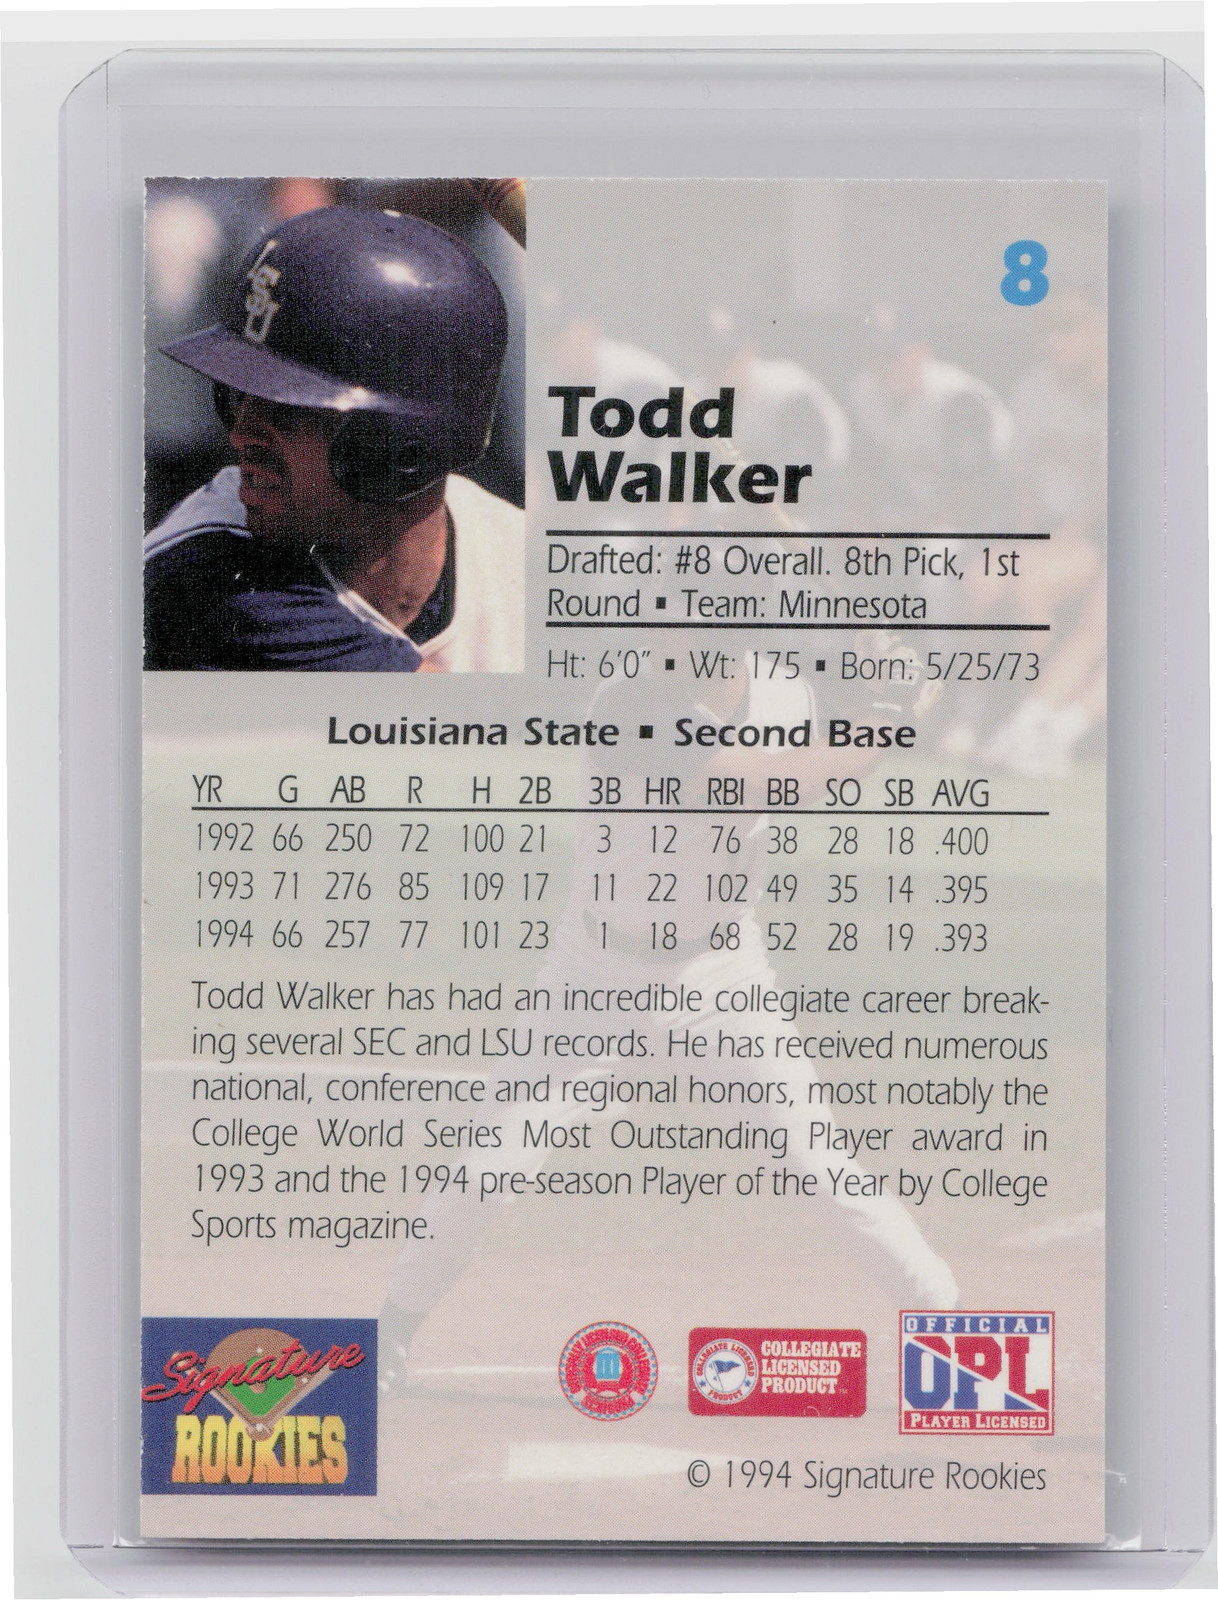 LSU
8
Todd
Walker
Drafted: #8 Overall. 8th Pick, 1st
Round ▪ Team: Minnesota
Ht: 6'0" ▪ Wt: 175 ▪ Born: 5/25/73
Louisiana State ▪ Second Base
YR G AB R H 2B 3B HR RBI BB SO SB AVG
1992 66 250 72 100 21 3 12 76 38 28 18 .400
1993 71 276 85 109 17 11 22 102 49 35 14 .395
1994 66 257 77 101 23 1 18 68 52 28 19 .393
Todd Walker has had an incredible collegiate career break-
ing several SEC and LSU records. He has received numerous
national, conference and regional honors, most notably the
College World Series Most Outstanding Player award in
1993 and the 1994 pre-season Player of the Year by College
Sports magazine.
Signature
ROOKIES
COLLEGIATE LICENSED
PRODUCT
COLLEGIATE
LICENSED
PRODUCT™
OFFICIAL
OPL
PLAYER LICENSED
© 1994 Signature Rookies